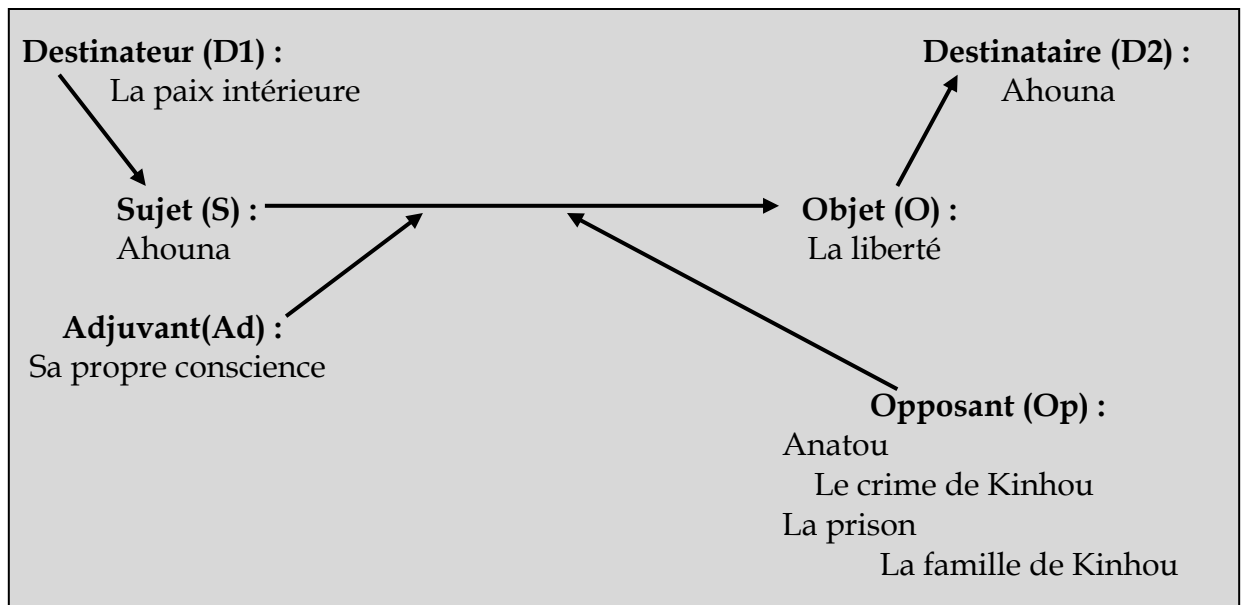 Destinateur (D1) :
La paix intérieure
Destinataire (D2) :
Ahouna
Sujet (S) :
Ahouna
Objet (O) :
La liberté
Adjuvant(Ad) :
Sa propre conscience
Opposant (Op) :
Anatou
Le crime de Kinhou
La prison
La famille de Kinhou